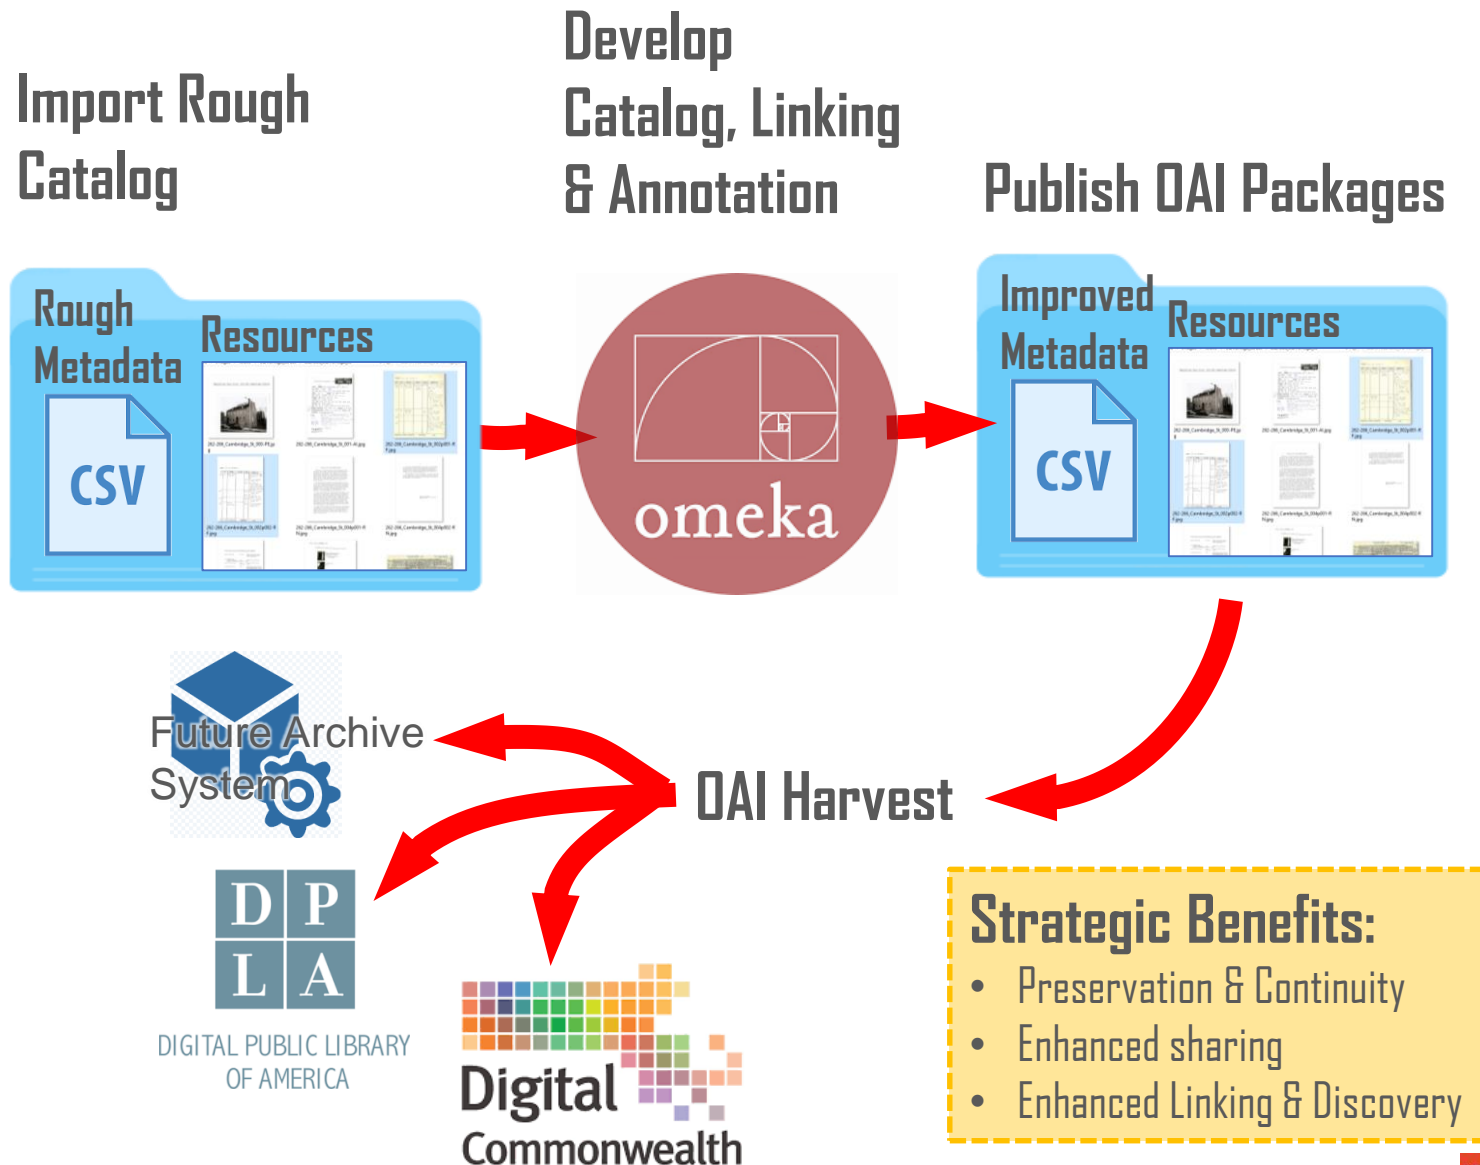 Import Rough
Catalog
Develop
Catalog, Linking
& Annotation
Publish OAI Packages
Rough
Metadata
Resources
CSV
omeka
Improved
Metadata
Resources
CSV
Future Archive
System
OAI Harvest
D P
L A
DIGITAL PUBLIC LIBRARY
OF AMERICA
Digital
Commonwealth
Strategic Benefits:
• Preservation & Continuity
• Enhanced sharing
• Enhanced Linking & Discovery